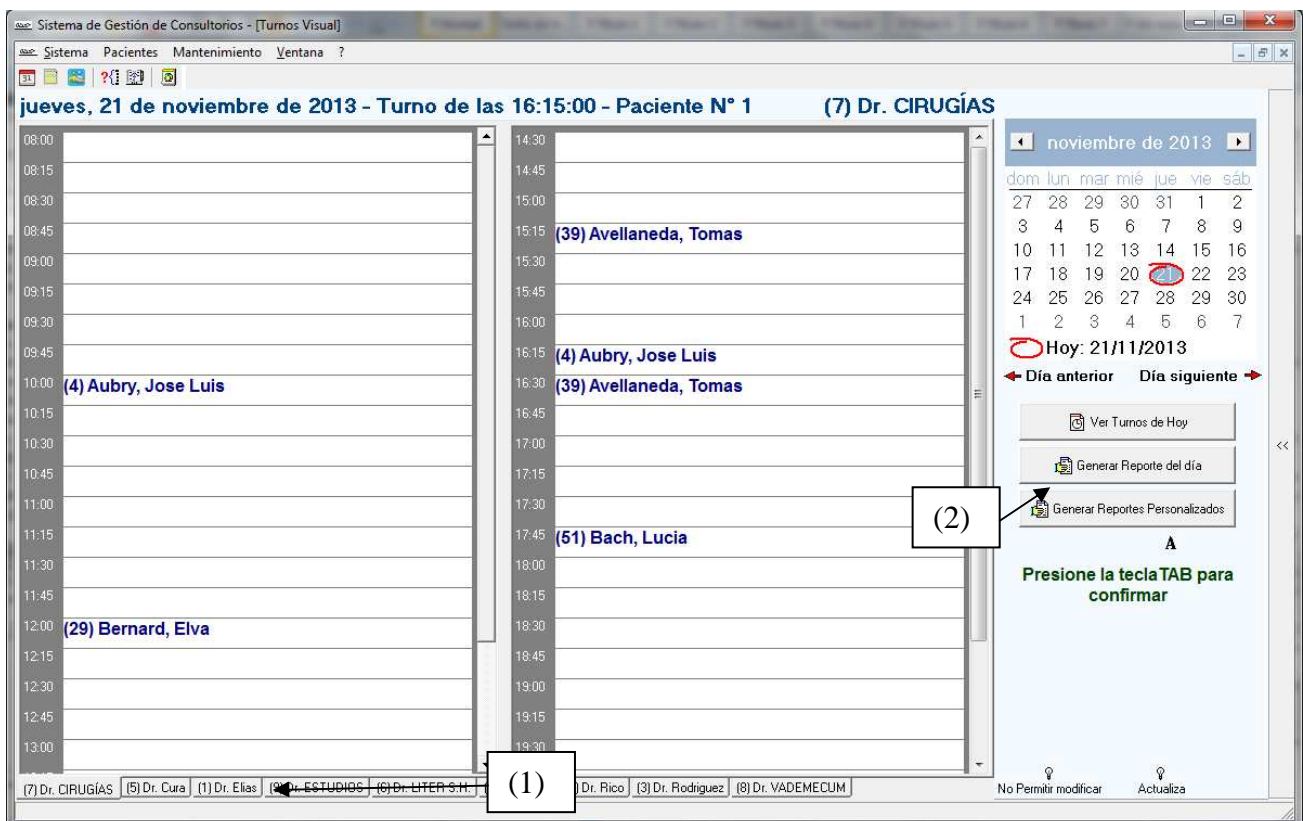 Sistema de Gestión de Consultorios - [Turnos Visual]
Sistema Pacientes Mantenimiento Ventana ?
jueves, 21 de noviembre de 2013 - Turno de las 16:15:00 - Paciente N° 1 (7) Dr. CIRUGÍAS
08:00
08:15
08:30
08:45
09:00
09:15
09:30
09:45
10:00 (4) Aubry, Jose Luis
10:15
10:30
10:45
11:00
11:15
11:30
11:45
12:00 (29) Bernard, Elva
12:15
12:30
12:45
13:00
14:30
14:45
15:00
15:15 (39) Avellaneda, Tomas
15:30
15:45
16:00
16:15 (4) Aubry, Jose Luis
16:30 (39) Avellaneda, Tomas
16:45
17:00
17:15
17:30
17:45 (51) Bach, Lucia
18:00
18:15
18:30
18:45
19:00
19:15
19:30
noviembre de 2013
dom lun mar mié jue vie sáb
27 28 29 30 31 1 2
3 4 5 6 7 8 9
10 11 12 13 14 15 16
17 18 19 20 21 22 23
24 25 26 27 28 29 30
1 2 3 4 5 6 7
Hoy: 21/11/2013
Día anterior Día siguiente
Ver Turnos de Hoy
Generar Reporte del día
(2)
Generar Reportes Personalizados
A
Presione la teclaTAB para
confirmar
<<
(7) Dr. CIRUGÍAS (5) Dr. Cura (1) Dr. Elias (9) Dr. ESTUDIOS (6) Dr. LITER S.H. (1) Dr. Rico (3) Dr. Rodriguez (8) Dr. VADEMECUM
No Permitir modificar Actualiza